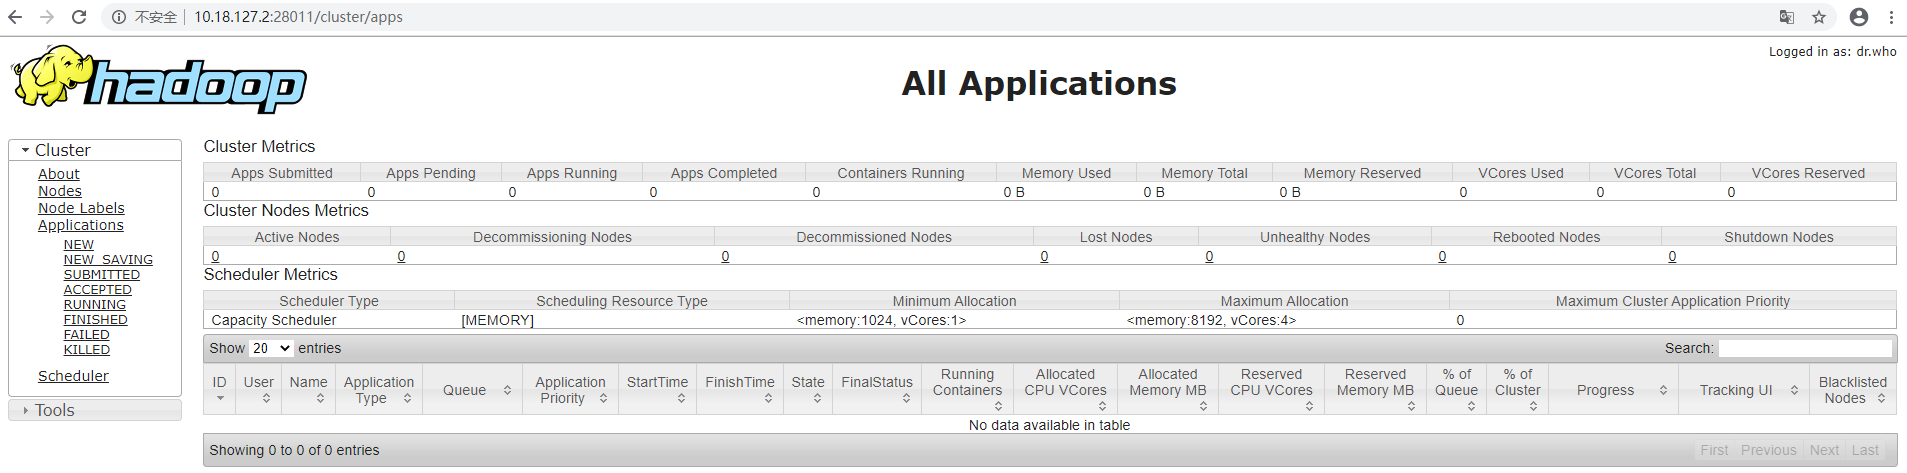 不安全 | 10.18.127.2:28011/cluster/apps
Logged in as: dr.who
hadoop
All Applications
Cluster
About
Nodes
Node Labels
Applications
NEW
NEW_SAVING
SUBMITTED
ACCEPTED
RUNNING
FINISHED
FAILED
KILLED
Scheduler
Tools
Cluster Metrics
Apps Submitted Apps Pending Apps Running Apps Completed Containers Running Memory Used Memory Total Memory Reserved VCores Used VCores Total VCores Reserved
0 0 0 0 0 0 B 0 B 0 B 0 0 0
Cluster Nodes Metrics
Active Nodes Decommissioning Nodes Decommissioned Nodes Lost Nodes Unhealthy Nodes Rebooted Nodes Shutdown Nodes
0 0 0 0 0 0 0
Scheduler Metrics
Scheduler Type Scheduling Resource Type Minimum Allocation Maximum Allocation Maximum Cluster Application Priority
Capacity Scheduler [MEMORY] <memory:1024, vCores:1> <memory:8192, vCores:4> 0
Show 20 entries Search:
ID User Name Application Type Queue Application Priority StartTime FinishTime State FinalStatus Running Containers Allocated CPU VCores Allocated Memory MB Reserved CPU VCores Reserved Memory MB % of Queue % of Cluster Progress Tracking UI Blacklisted Nodes
No data available in table
Showing 0 to 0 of 0 entries First Previous Next Last